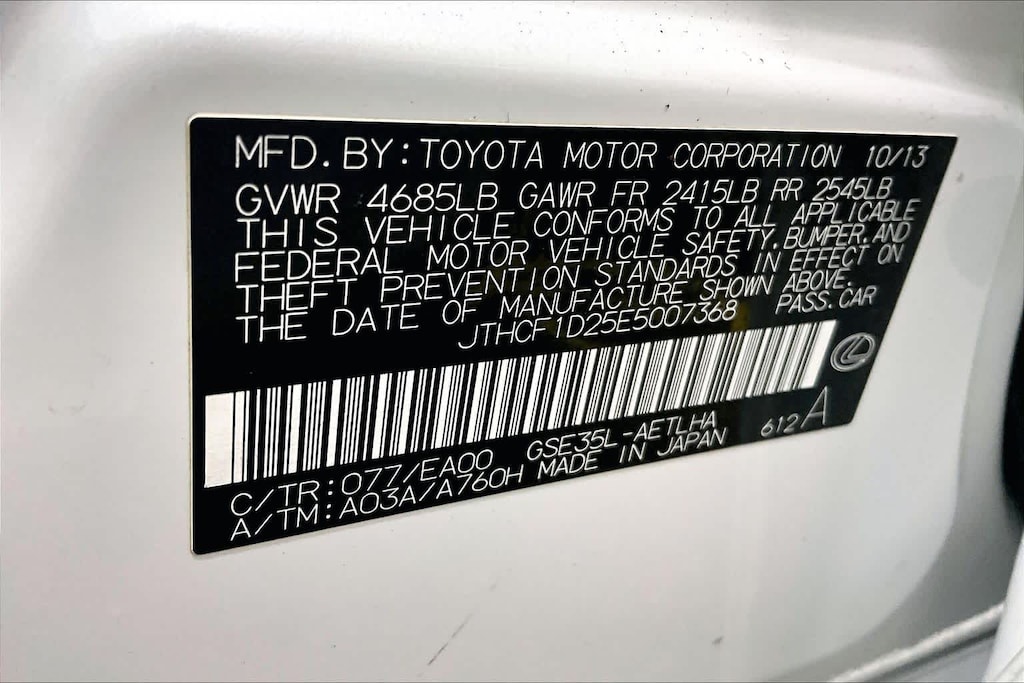 MFD. BY: TOYOTA MOTOR CORPORATION 10/13
GVWR 4685LB GAWR FR 2415LB RR 2545LB
THIS VEHICLE CONFORMS TO ALL APPLICABLE
FEDERAL MOTOR VEHICLE SAFETY, BUMPER, AND
THEFT PREVENTION STANDARDS IN EFFECT ON
THE DATE OF MANUFACTURE SHOWN ABOVE.
JTHCF1D25E5007368 PASS. CAR
C/TR: 077/EA00 GSE35L-AETLHA 612 A
A/TM: A03A/A760H MADE IN JAPAN